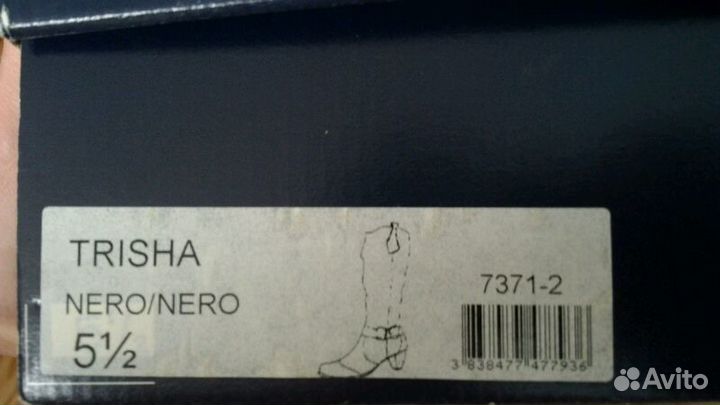 TRISHA
NERO/NERO
5½
7371-2
3 838477 477936
Avito